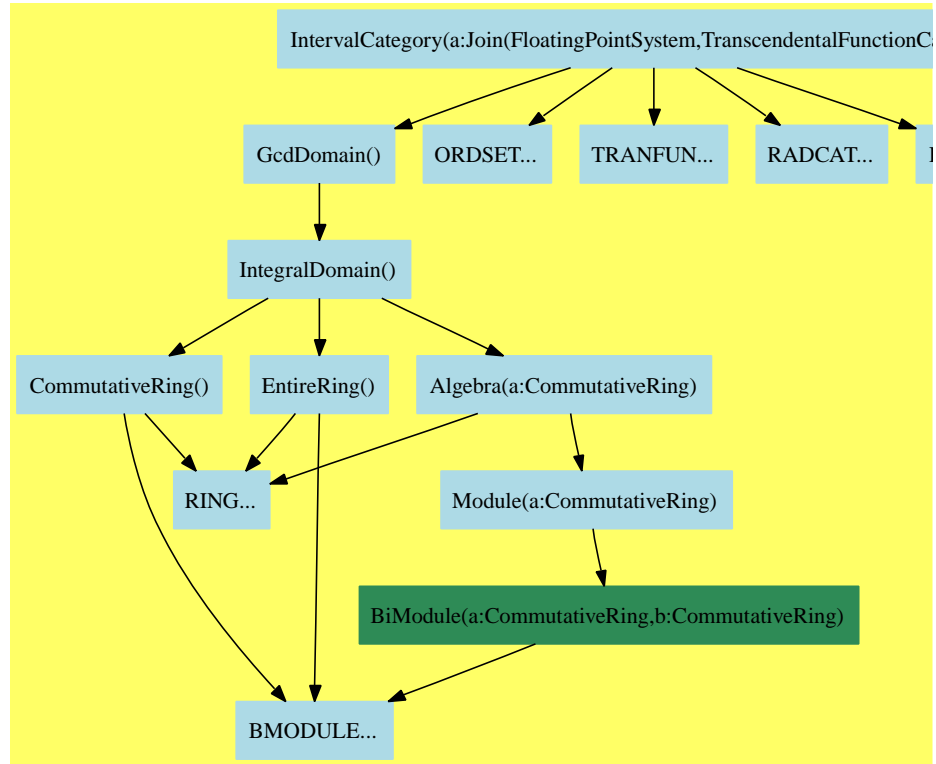 IntervalCategory(a:Join(FloatingPointSystem,TranscendentalFunctionCa
GcdDomain()
ORDSET...
TRANFUN...
RADCAT...
IntegralDomain()
CommutativeRing()
EntireRing()
Algebra(a:CommutativeRing)
RING...
Module(a:CommutativeRing)
BiModule(a:CommutativeRing,b:CommutativeRing)
BMODULE...